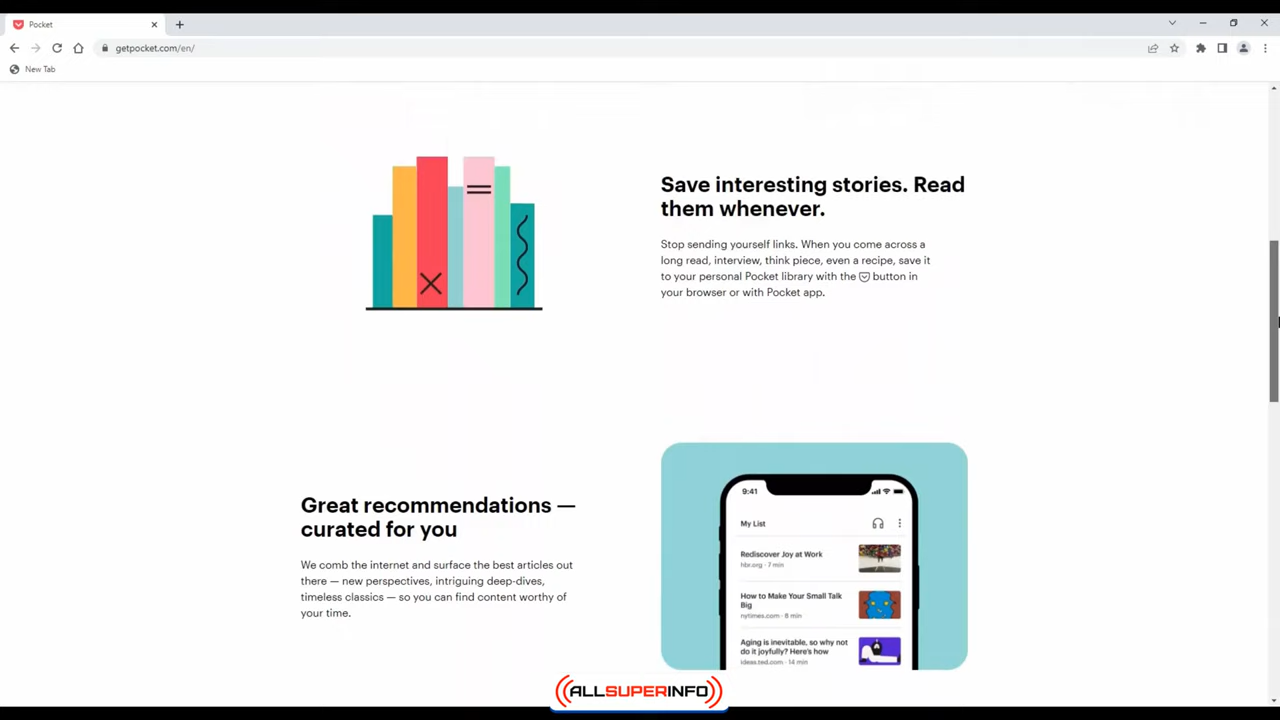 Pocket
getpocket.com/en/
New Tab
Save interesting stories. Read
them whenever.
Stop sending yourself links. When you come across a
long read, interview, think piece, even a recipe, save it
to your personal Pocket library with the button in
your browser or with Pocket app.
Great recommendations —
curated for you
We comb the internet and surface the best articles out
there — new perspectives, intriguing deep-dives,
timeless classics — so you can find content worthy of
your time.
9:41
My List
Rediscover Joy at Work
hbr.org · 7 min
How to Make Your Small Talk
Big
nytimes.com · 8 min
Aging is inevitable, so why not
do it joyfully? Here's how
ideas.ted.com · 14 min
ALLSUPERINFO